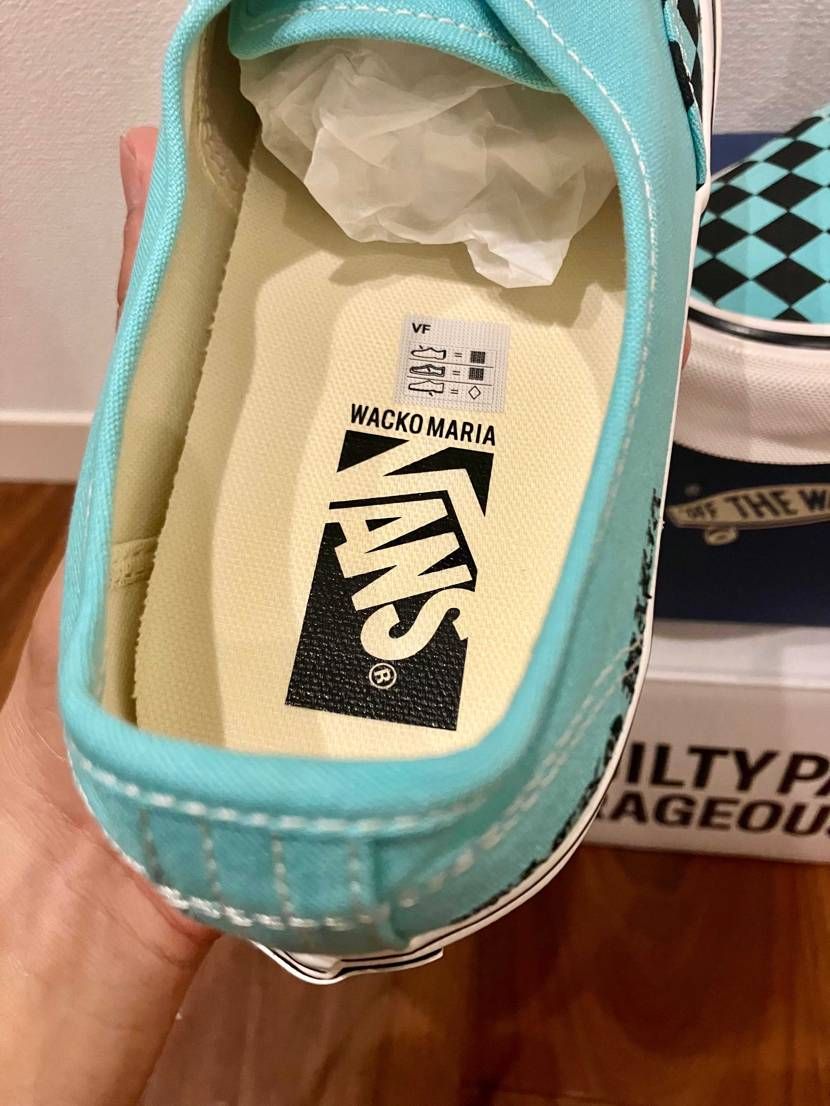 VF
WACKO MARIA
VANS
®
OFF THE W
ILTY PA
RAGEOUS